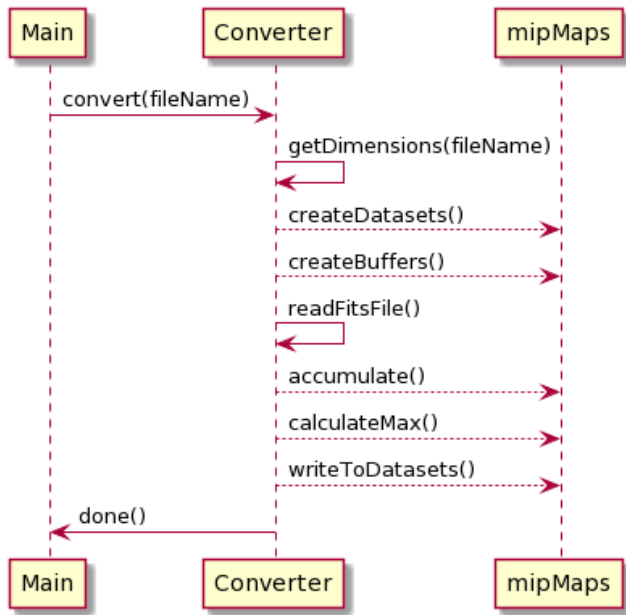 Main Converter mipMaps
convert(fileName)
getDimensions(fileName)
createDatasets()
createBuffers()
readFitsFile()
accumulate()
calculateMax()
writeToDatasets()
done()
Main Converter mipMaps